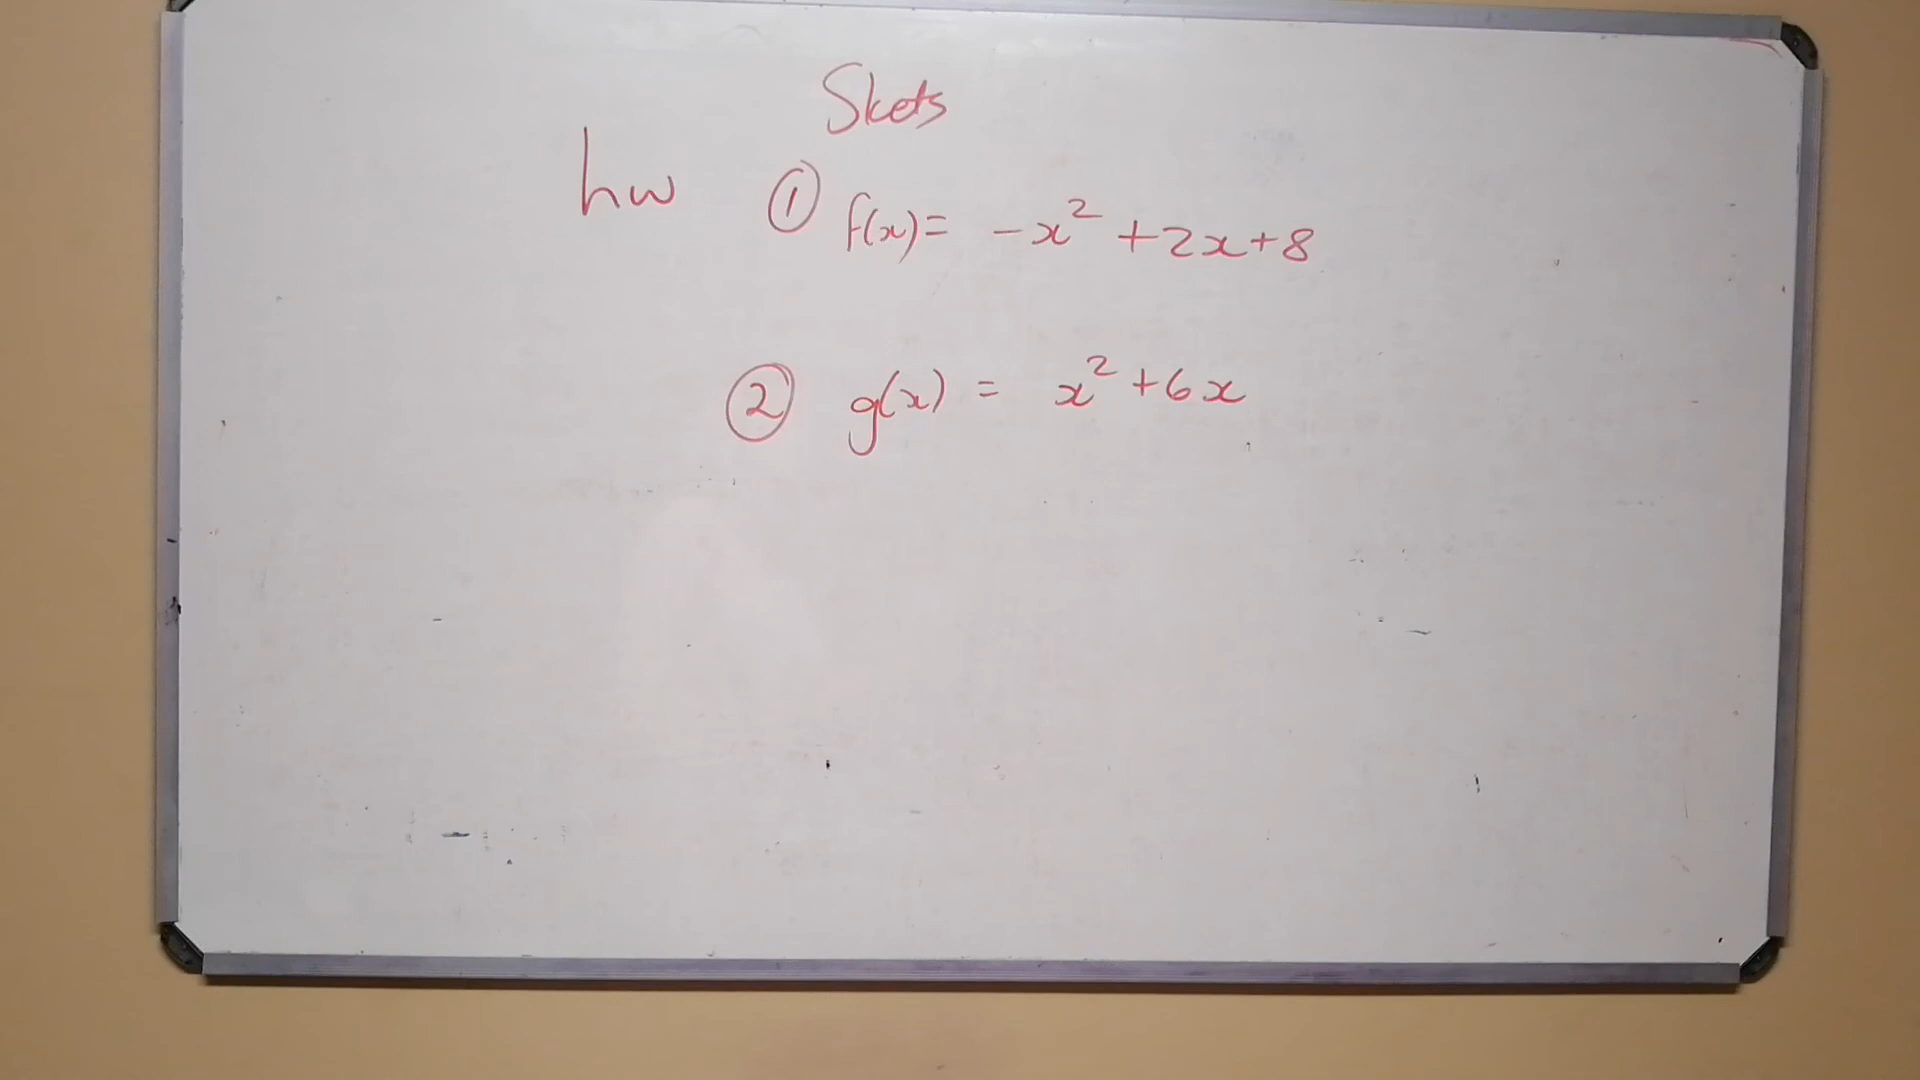 Skets
hw ① f(x) = -x² + 2x + 8
② g(x) = x² + 6x